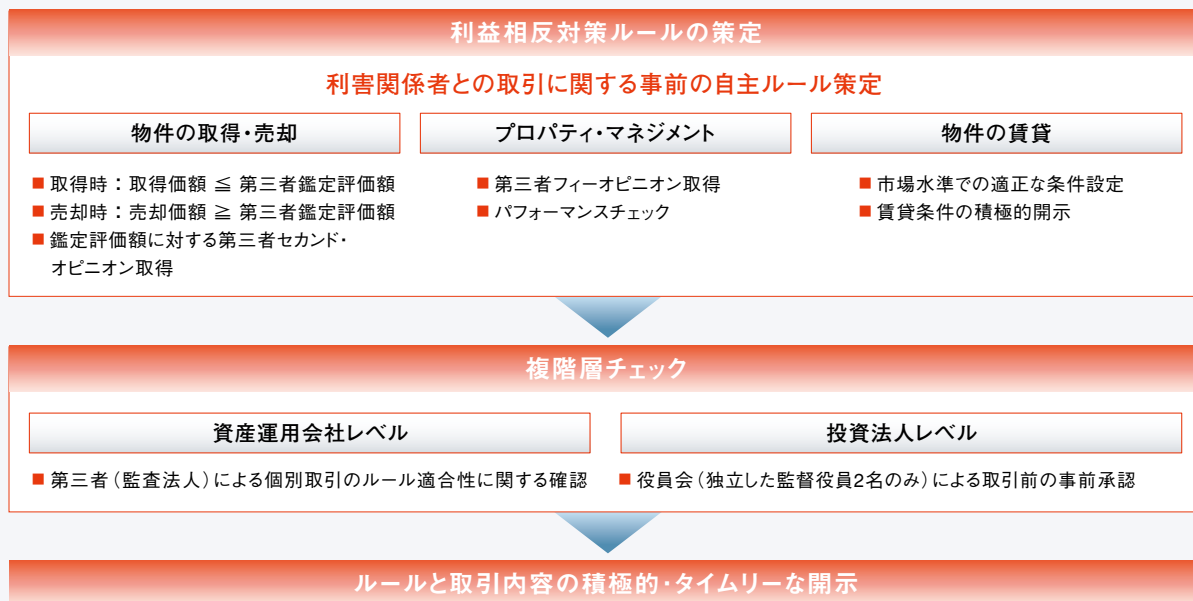 利益相反対策ルールの策定
利害関係者との取引に関する事前の自主ルール策定
物件の取得・売却
■ 取得時：取得価額 ≦ 第三者鑑定評価額
■ 売却時：売却価額 ≧ 第三者鑑定評価額
■ 鑑定評価額に対する第三者セカンド・
オピニオン取得
プロパティ・マネジメント
■ 第三者フィーオピニオン取得
■ パフォーマンスチェック
物件の賃貸
■ 市場水準での適正な条件設定
■ 賃貸条件の積極的開示
複階層チェック
資産運用会社レベル
■ 第三者（監査法人）による個別取引のルール適合性に関する確認
投資法人レベル
■ 役員会（独立した監督役員2名のみ）による取引前の事前承認
ルールと取引内容の積極的・タイムリーな開示